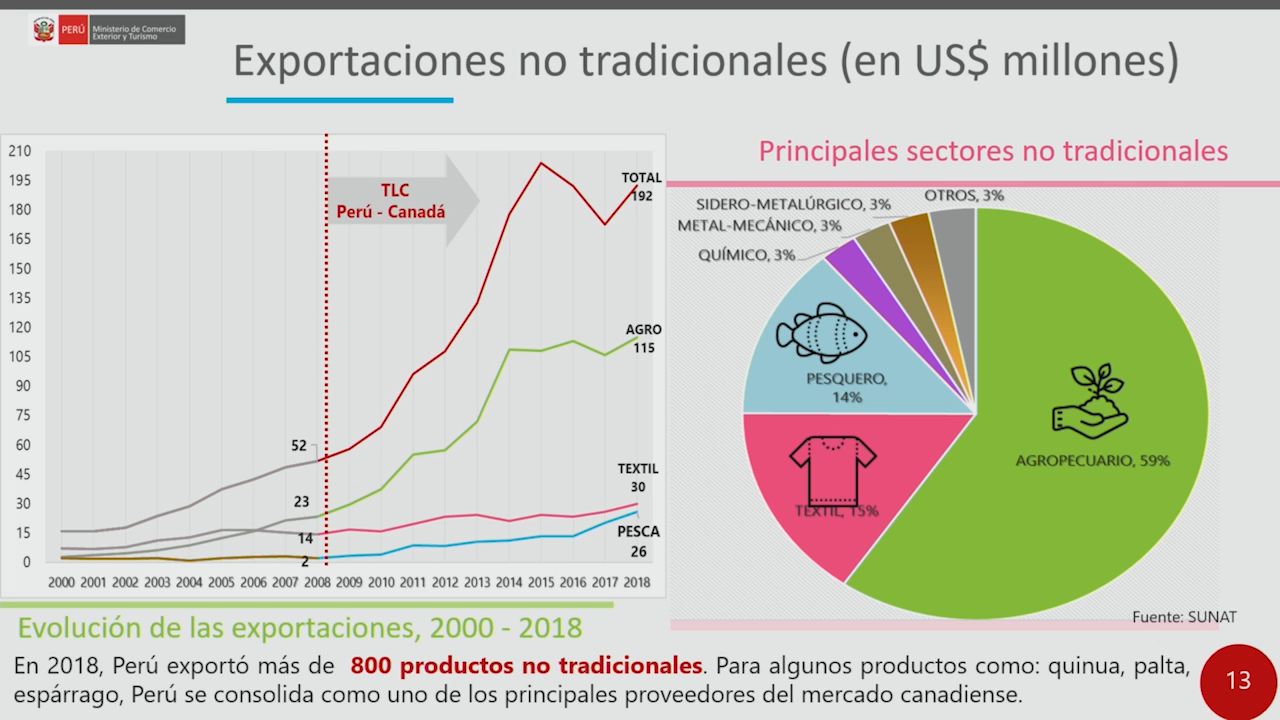 PERÚ
Ministerio de Comercio
Exterior y Turismo
Exportaciones no tradicionales (en US$ millones)
210
195
180
165
150
135
120
105
90
75
60
45
30
15
0
TLC
Perú - Canadá
TOTAL
192
AGRO
115
TEXTIL
30
PESCA
26
52
23
14
2
2000 2001 2002 2003 2004 2005 2006 2007 2008 2009 2010 2011 2012 2013 2014 2015 2016 2017 2018
Evolución de las exportaciones, 2000 - 2018
Principales sectores no tradicionales
OTROS, 3%
SIDERO-METALÚRGICO, 3%
METAL-MECÁNICO, 3%
QUÍMICO, 3%
PESQUERO,
14%
AGROPECUARIO, 59%
TEXTIL, 15%
Fuente: SUNAT
En 2018, Perú exportó más de 800 productos no tradicionales. Para algunos productos como: quinua, palta,
espárrago, Perú se consolida como uno de los principales proveedores del mercado canadiense.
13